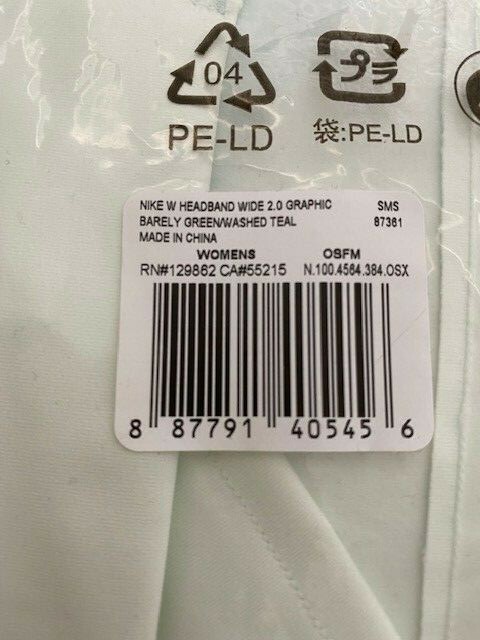 04
プラ
PE-LD
袋:PE-LD
NIKE W HEADBAND WIDE 2.0 GRAPHIC SMS
BARELY GREEN/WASHED TEAL 87361
MADE IN CHINA
WOMENS OSFM
RN#129862 CA#55215 N.100.4564.384.OSX
8 87791 40545 6